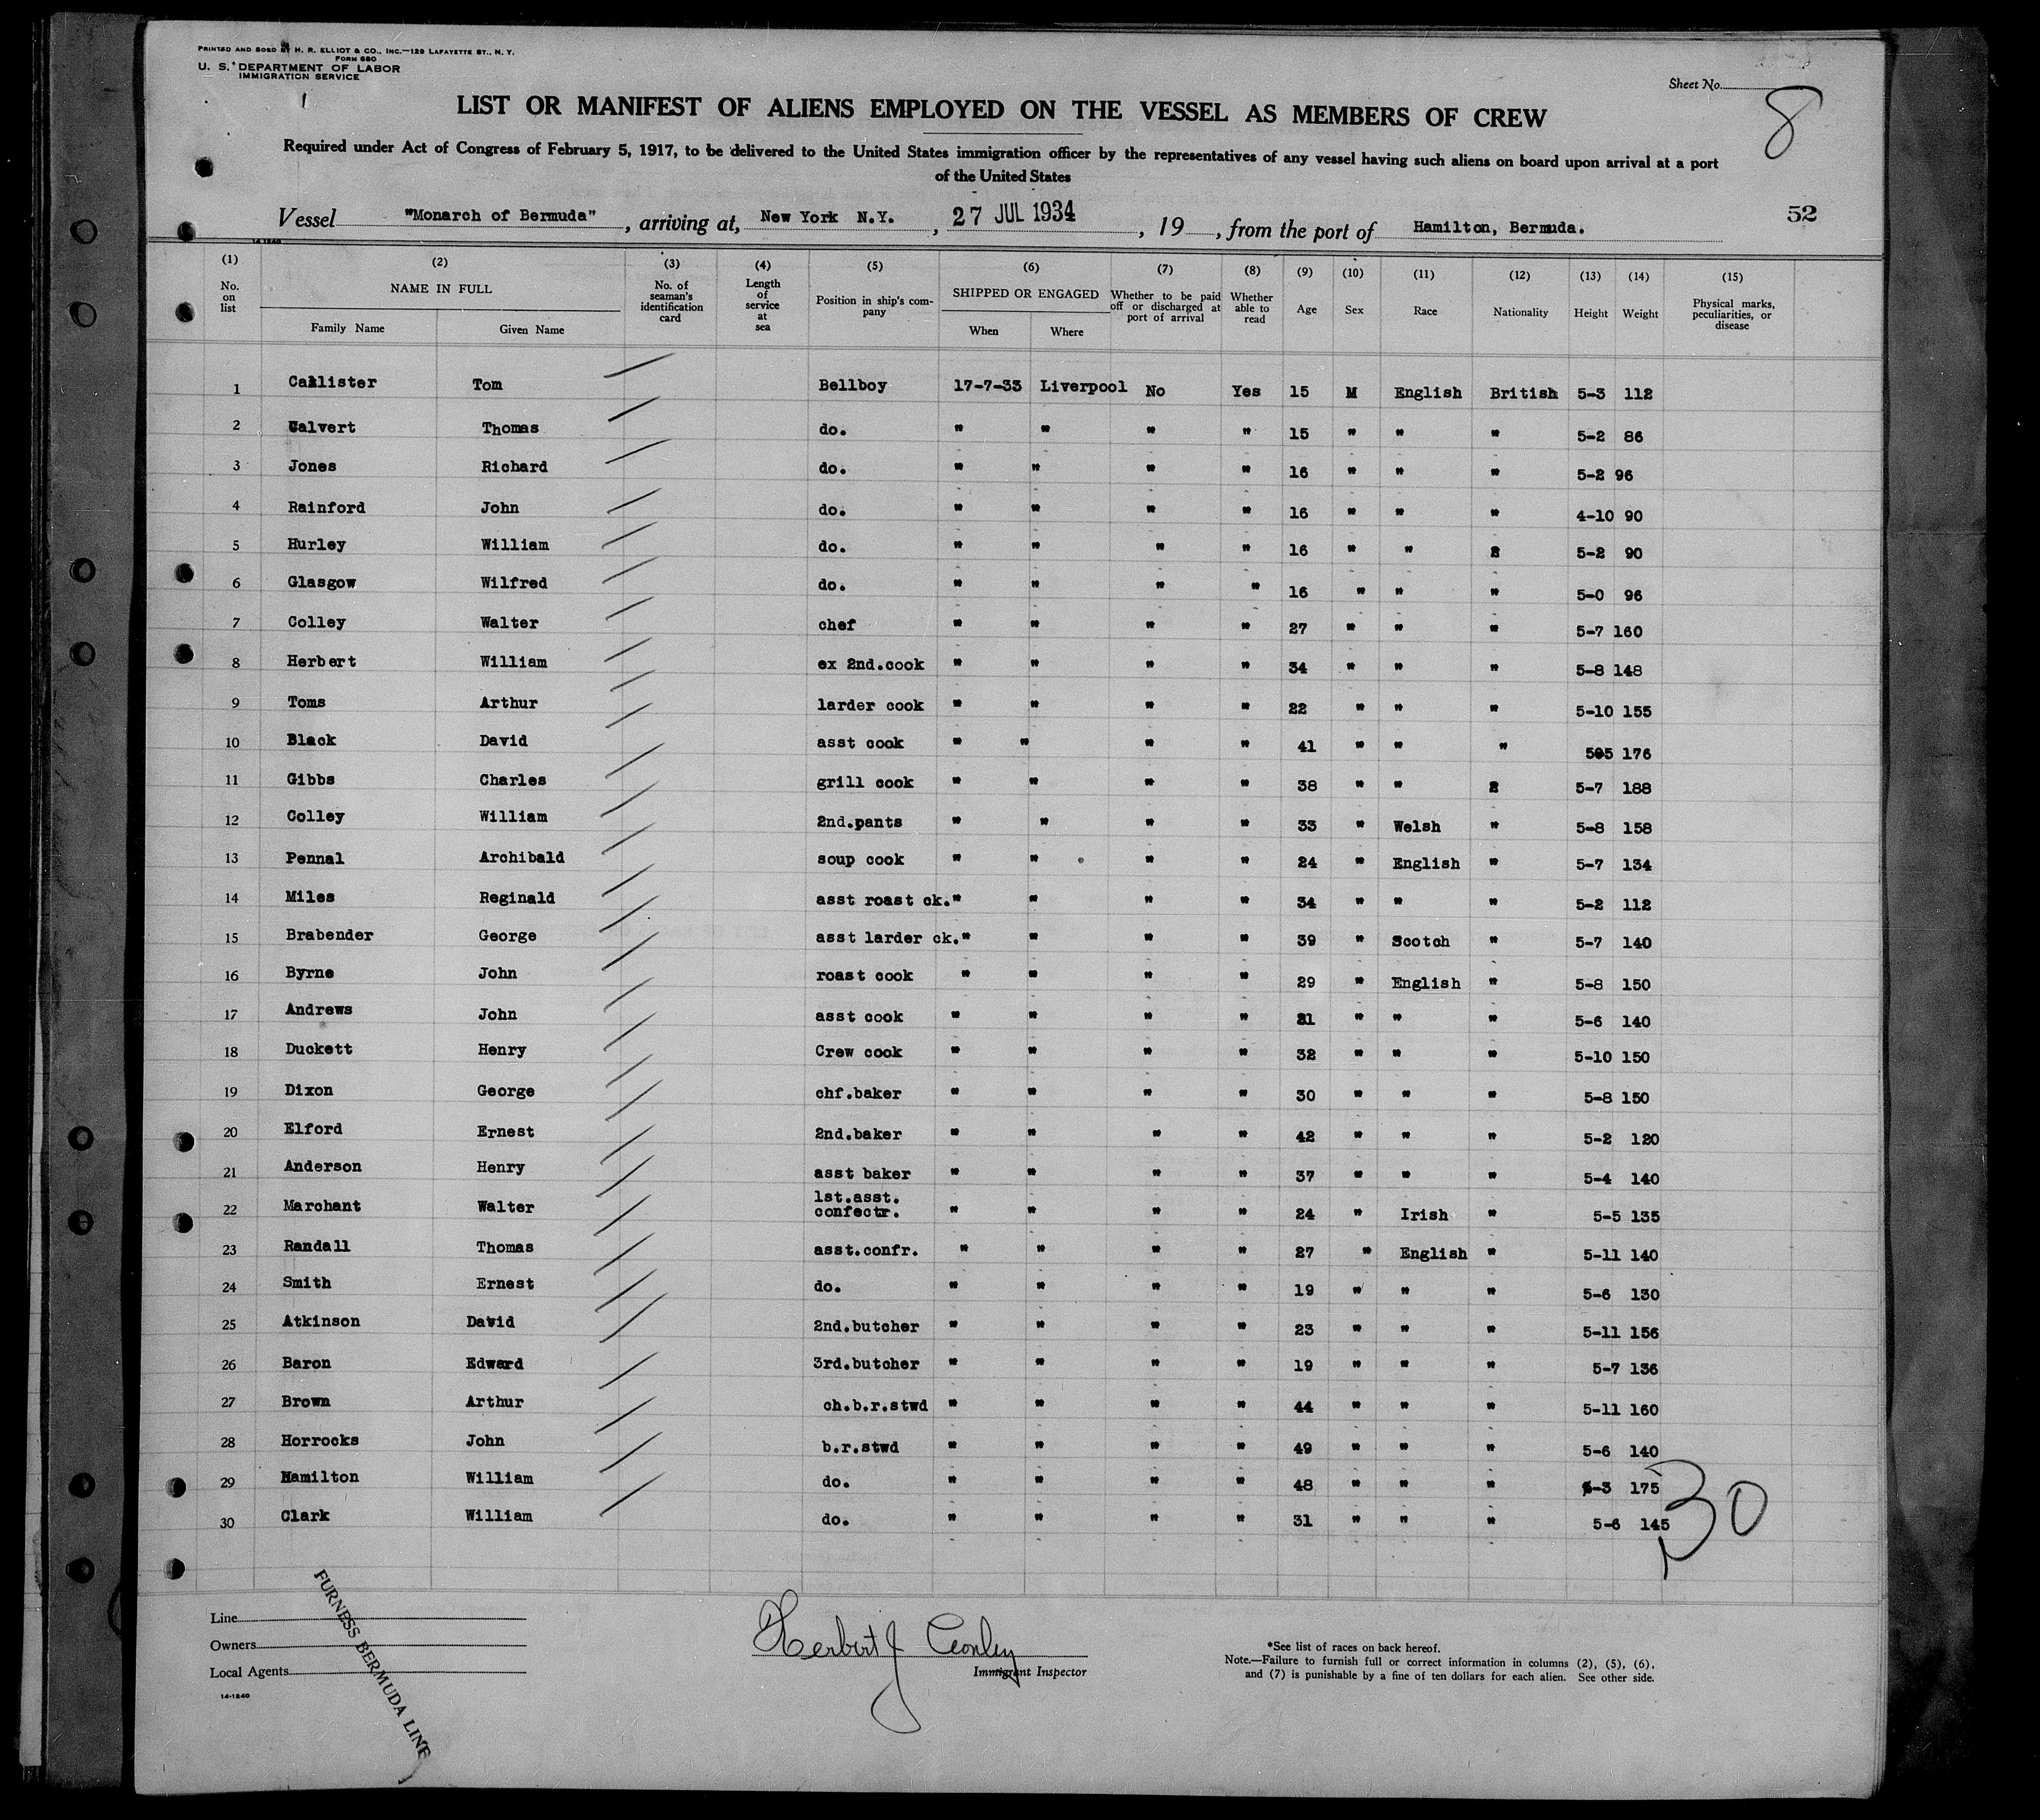 PRINTED AND SOLD BY H. R. ELLIOT & CO., INC.—129 LAFAYETTE ST., N. Y.
FORM 680
U. S. DEPARTMENT OF LABOR
IMMIGRATION SERVICE
Sheet No. 8
LIST OR MANIFEST OF ALIENS EMPLOYED ON THE VESSEL AS MEMBERS OF CREW
Required under Act of Congress of February 5, 1917, to be delivered to the United States immigration officer by the representatives of any vessel having such aliens on board upon arrival at a port
of the United States
Vessel "Monarch of Bermuda", arriving at, New York N.Y., 27 JUL 1934, 19, from the port of Hamilton, Bermuda. 52
14-1240
(1) (2) (3) (4) (5) (6) (7) (8) (9) (10) (11) (12) (13) (14) (15)
No. on list NAME IN FULL Family Name Given Name No. of seaman's identification card Length of service at sea Position in ship's company SHIPPED OR ENGAGED When Where Whether to be paid off or discharged at port of arrival Whether able to read Age Sex Race Nationality Height Weight Physical marks, peculiarities, or disease
1 Callister Tom Bellboy 17-7-33 Liverpool No Yes 15 M English British 5-3 112
2 Calvert Thomas do. " " " " 15 " " " 5-2 86
3 Jones Richard do. " " " " 16 " " " 5-2 96
4 Rainford John do. " " " " 16 " " " 4-10 90
5 Hurley William do. " " " " 16 " " 2 5-2 90
6 Glasgow Wilfred do. " " " " 16 " " " 5-0 96
7 Colley Walter chef " " " " 27 " " " 5-7 160
8 Herbert William ex 2nd.cook " " " " 34 " " " 5-8 148
9 Toms Arthur larder cook " " " " 22 " " " 5-10 155
10 Black David asst cook " " " " 41 " " " 5-5 176
11 Gibbs Charles grill cook " " " " 38 " " 2 5-7 188
12 Colley William 2nd.pants " " " " 33 " Welsh " 5-8 158
13 Pennal Archibald soup cook " " " " 24 " English " 5-7 134
14 Miles Reginald asst roast ck. " " " " 34 " " " 5-2 112
15 Brabender George asst larder ck. " " " " 39 " Scotch " 5-7 140
16 Byrne John roast cook " " " " 29 " English " 5-8 150
17 Andrews John asst cook " " " " 21 " " " 5-6 140
18 Duckett Henry Crew cook " " " " 32 " " " 5-10 150
19 Dixon George chf.baker " " " " 30 " " " 5-8 150
20 Elford Ernest 2nd.baker " " " " 42 " " " 5-2 120
21 Anderson Henry asst baker " " " " 37 " " " 5-4 140
22 Marchant Walter 1st.asst. confectr. " " " " 24 " Irish " 5-5 135
23 Randall Thomas asst.confr. " " " " 27 " English " 5-11 140
24 Smith Ernest do. " " " " 19 " " " 5-6 130
25 Atkinson David 2nd.butcher " " " " 23 " " " 5-11 156
26 Baron Edward 3rd.butcher " " " " 19 " " " 5-7 136
27 Brown Arthur ch.b.r.stwd " " " " 44 " " " 5-11 160
28 Horrocks John b.r.stwd " " " " 49 " " " 5-6 140
29 Hamilton William do. " " " " 48 " " " -3 175
30 Clark William do. " " " " 31 " " " 5-6 145
30
Line
Owners
Local Agents
FURNESS BERMUDA LINE
14-1240
Herbert J Conley
Immigrant Inspector
*See list of races on back hereof.
Note.—Failure to furnish full or correct information in columns (2), (5), (6),
and (7) is punishable by a fine of ten dollars for each alien. See other side.